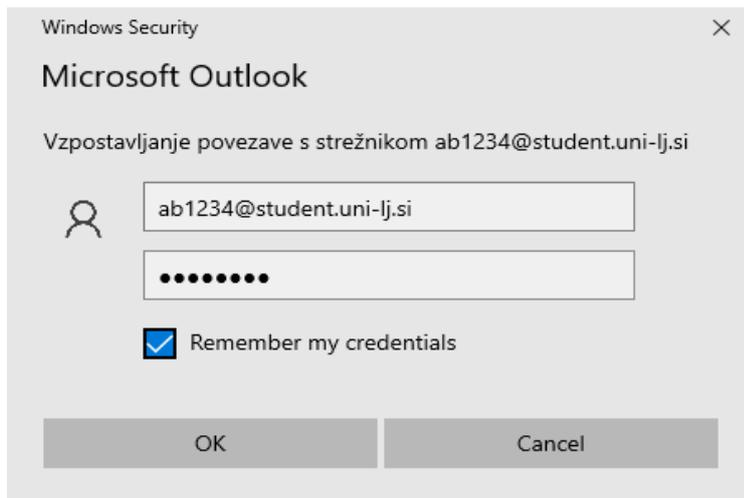 Windows Security
Microsoft Outlook
Vzpostavljanje povezave s strežnikom ab1234@student.uni-lj.si
ab1234@student.uni-lj.si
●●●●●●●●
Remember my credentials
OK Cancel